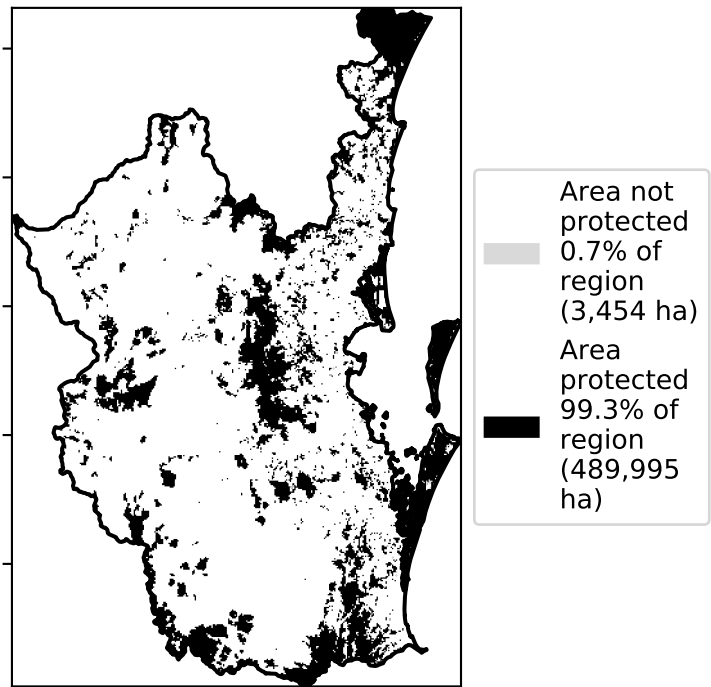 Area not
protected
0.7% of
region
(3,454 ha)
Area
protected
99.3% of
region
(489,995
ha)